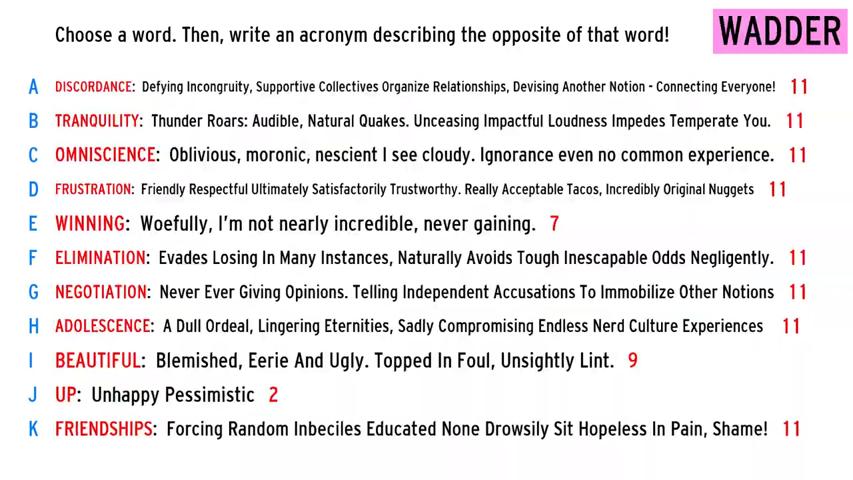 Choose a word. Then, write an acronym describing the opposite of that word!
WADDER
A DISCORDANCE: Defying Incongruity, Supportive Collectives Organize Relationships, Devising Another Notion - Connecting Everyone! 11
B TRANQUILITY: Thunder Roars: Audible, Natural Quakes. Unceasing Impactful Loudness Impedes Temperate You. 11
C OMNISCIENCE: Oblivious, moronic, nescient I see cloudy. Ignorance even no common experience. 11
D FRUSTRATION: Friendly Respectful Ultimately Satisfactorily Trustworthy. Really Acceptable Tacos, Incredibly Original Nuggets 11
E WINNING: Woefully, I'm not nearly incredible, never gaining. 7
F ELIMINATION: Evades Losing In Many Instances, Naturally Avoids Tough Inescapable Odds Negligently. 11
G NEGOTIATION: Never Ever Giving Opinions. Telling Independent Accusations To Immobilize Other Notions 11
H ADOLESCENCE: A Dull Ordeal, Lingering Eternities, Sadly Compromising Endless Nerd Culture Experiences 11
I BEAUTIFUL: Blemished, Eerie And Ugly. Topped In Foul, Unsightly Lint. 9
J UP: Unhappy Pessimistic 2
K FRIENDSHIPS: Forcing Random Inbeciles Educated None Drowsily Sit Hopeless In Pain, Shame! 11